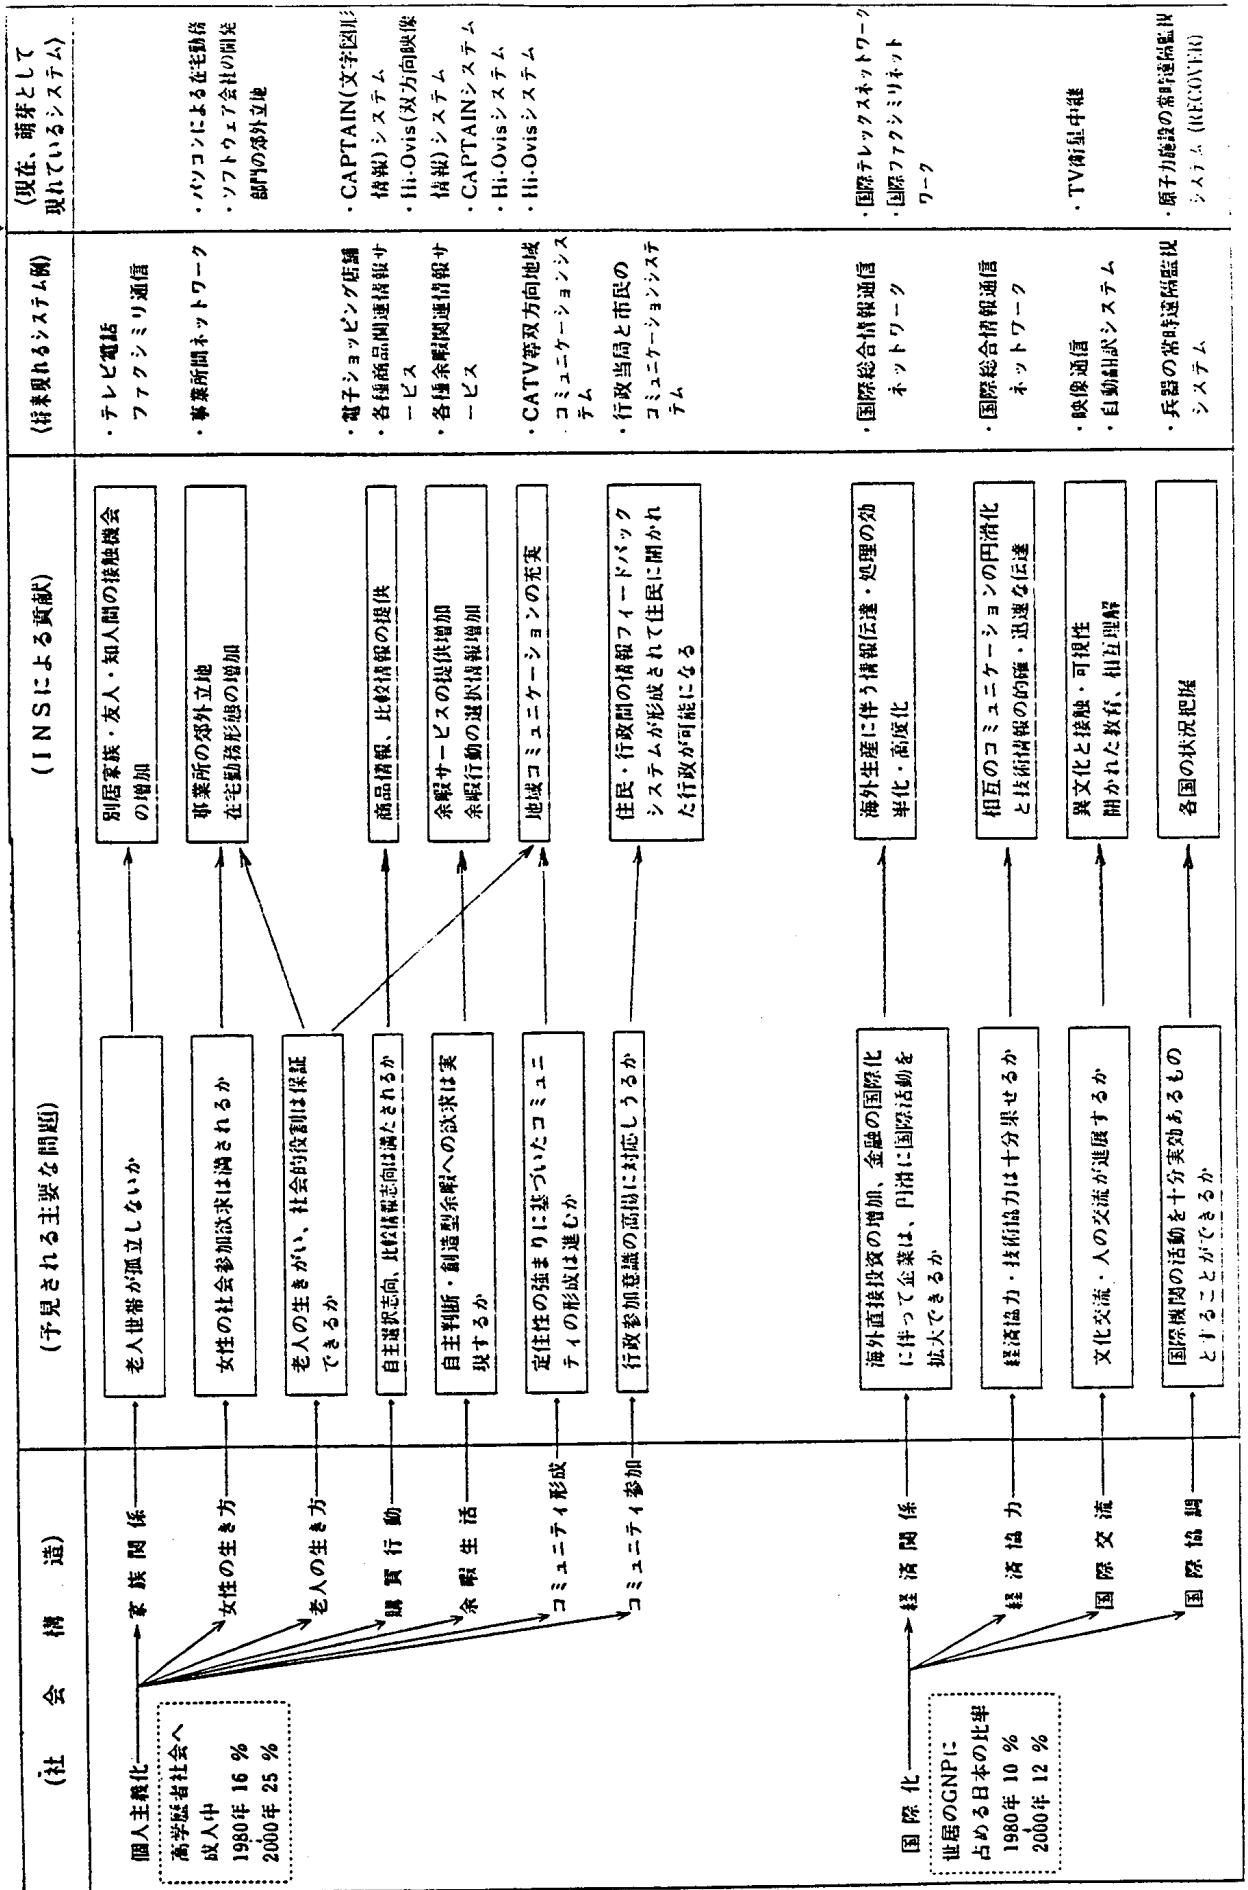 (社会構造)
(予見される主要な問題)
(INSによる貢献)
(将来現れるシステム例)
(現在、萌芽として
現れているシステム)
個人主義化
高学歴者社会へ
成人中
1980年 16 %
2000年 25 %
家族関係
老人世帯が孤立しないか
別居家族・友人・知人間の接触機会
の増加
・テレビ電話
ファクシミリ通信
女性の生き方
女性の社会参加欲求は満されるか
事業所の郊外立地
在宅勤務形態の増加
・事業所間ネットワーク
・パソコンによる在宅勤務
・ソフトウェア会社の開発
部門の郊外立地
老人の生き方
老人の生きがい、社会的役割は保証
できるか
購買行動
自主選択志向、比較情報志向は満たされるか
商品情報、比較情報の提供
・電子ショッピング店舗
・各種商品関連情報サ
ービス
・CAPTAIN(文字図形
情報)システム
・Hi-Ovis(双方向映像
情報)システム
余暇生活
自主判断・創造型余暇への欲求は実
現するか
余暇サービスの提供増加
余暇行動の選択情報増加
・各種余暇関連情報サ
ービス
・CAPTAINシステム
・Hi-Ovisシステム
コミュニティ形成
定住性の強まりに基づいたコミュニ
ティの形成は進むか
地域コミュニケーションの充実
・CATV等双方向地域
コミュニケーションシス
テム
・Hi-Ovisシステム
コミュニティ参加
行政参加意識の高揚に対応しうるか
住民・行政間の情報フィードバック
システムが形成されて住民に開かれ
た行政が可能になる
・行政当局と市民の
コミュニケーションシステ
テム
国際化
世居のGNPに
占める日本の比率
1980年 10 %
2000年 12 %
経済関係
海外直接投資の増加、金融の国際化
に伴って企業は、円滑に国際活動を
拡大できるか
海外生産に伴う情報伝達・処理の効
率化・高度化
・国際総合情報通信
ネットワーク
・国際テレックスネットワーク
・国際ファクシミリネット
ワーク
経済協力
経済協力・技術協力は十分果せるか
相互のコミュニケーションの円滑化
と技術情報の的確・迅速な伝達
・国際総合情報通信
ネットワーク
国際交流
文化交流・人の交流が進展するか
異文化と接触・可視性
開かれた教育、相互理解
・映像通信
・自動翻訳システム
・TV衛星中継
国際協調
国際機関の活動を十分実効あるもの
とすることができるか
各国の状況把握
・兵器の常時遠隔監視
システム
・原子力施設の常時遠隔監視
システム (RECOVER)